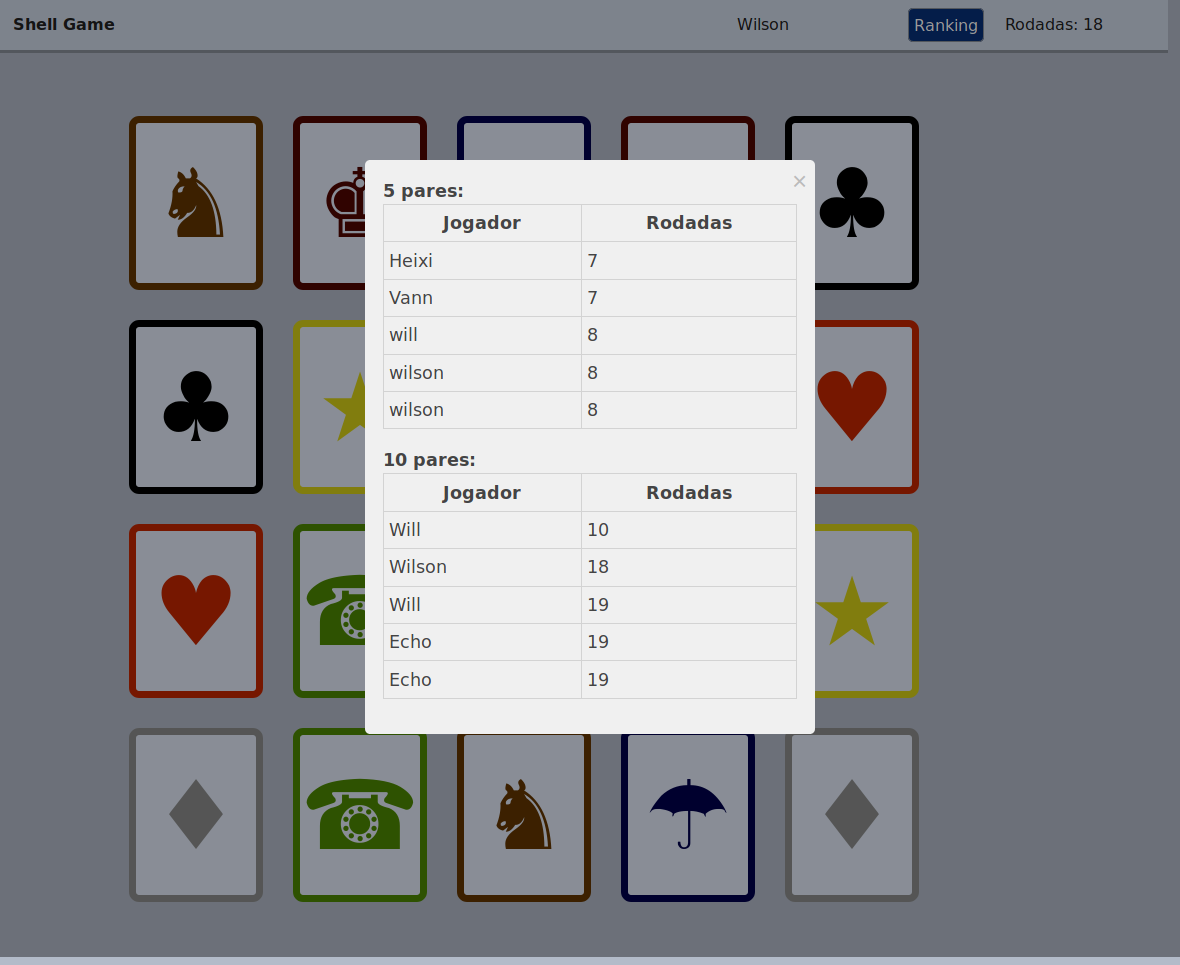 Shell Game Wilson Ranking Rodadas: 18
×
5 pares:
Jogador Rodadas
Heixi 7
Vann 7
will 8
wilson 8
wilson 8
10 pares:
Jogador Rodadas
Will 10
Wilson 18
Will 19
Echo 19
Echo 19